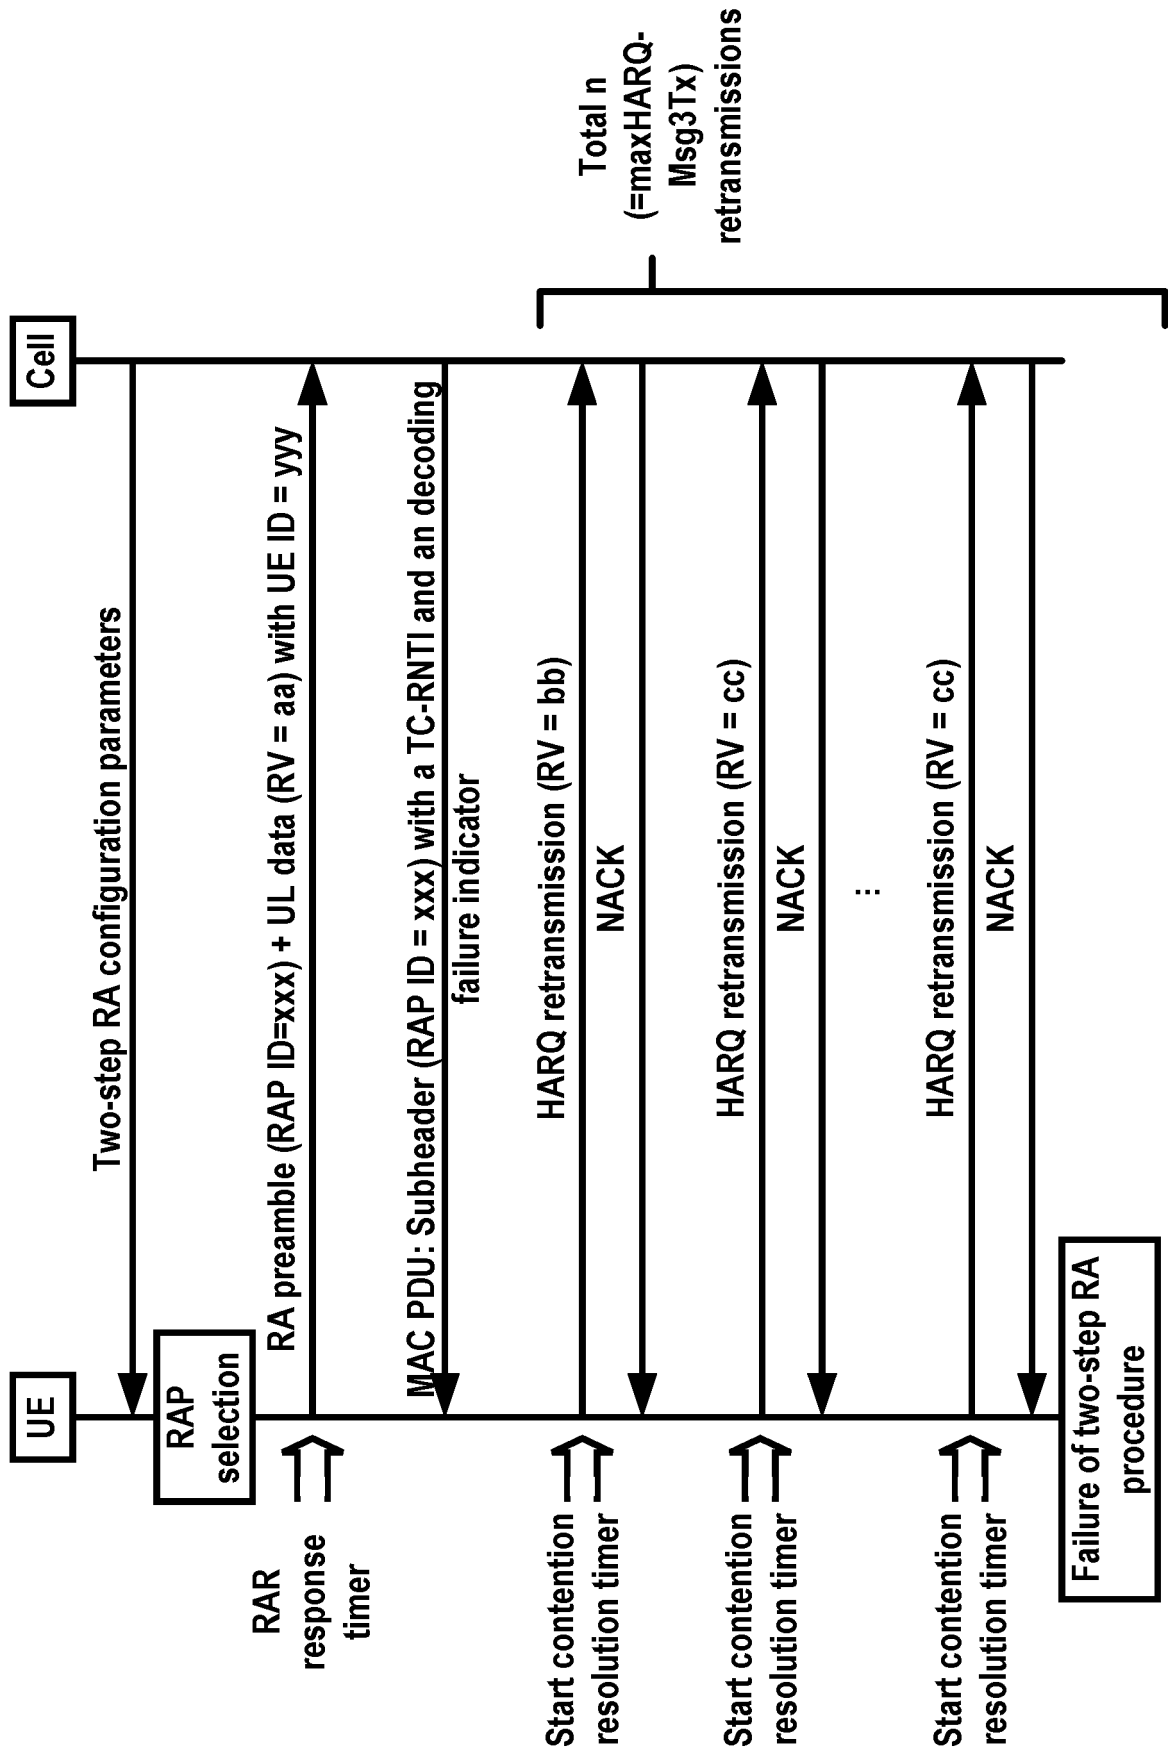 UE
Cell
Two-step RA configuration parameters
RAP
selection
RA preamble (RAP ID=xxx) + UL data (RV = aa) with UE ID = yyy
RAR
response
timer
MAC PDU: Subheader (RAP ID = xxx) with a TC-RNTI and an decoding
failure indicator
HARQ retransmission (RV = bb)
Start contention
resolution timer
NACK
HARQ retransmission (RV = cc)
Start contention
resolution timer
NACK
...
HARQ retransmission (RV = cc)
Start contention
resolution timer
NACK
Total n
(=maxHARQ-
Msg3Tx)
retransmissions
Failure of two-step RA
procedure